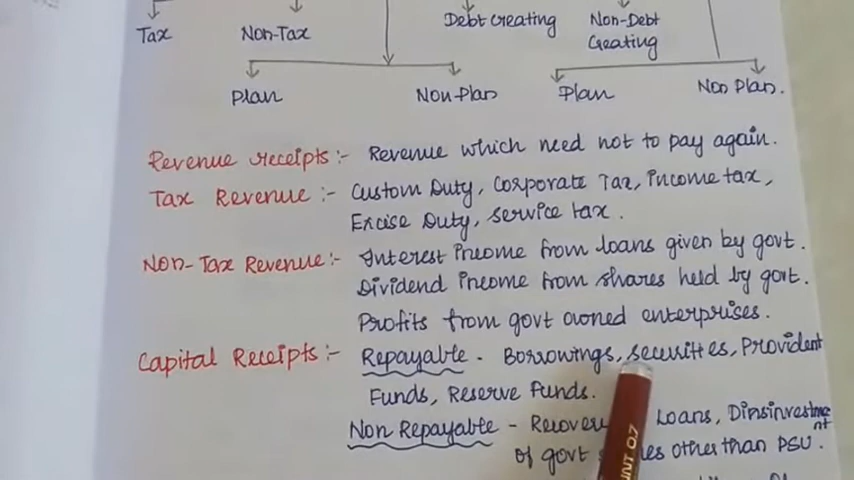 Tax Non-Tax Debt creating Non-Debt
Creating
Plan Non-Plan Plan Non Plan.
Revenue receipts :- Revenue which need not to pay again.
Tax Revenue :- Custom Duty, Corporate Tax, income tax,
Excise Duty, service tax.
Non-Tax Revenue :- Interest income from loans given by govt.
Dividend income from shares held by govt.
Profits from govt owned enterprises.
Capital Receipts :- Repayable - Borrowings, securities, Provident
Funds, Reserve Funds.
Non Repayable - Loans, Dinsinvestment
of govt other than PSU.